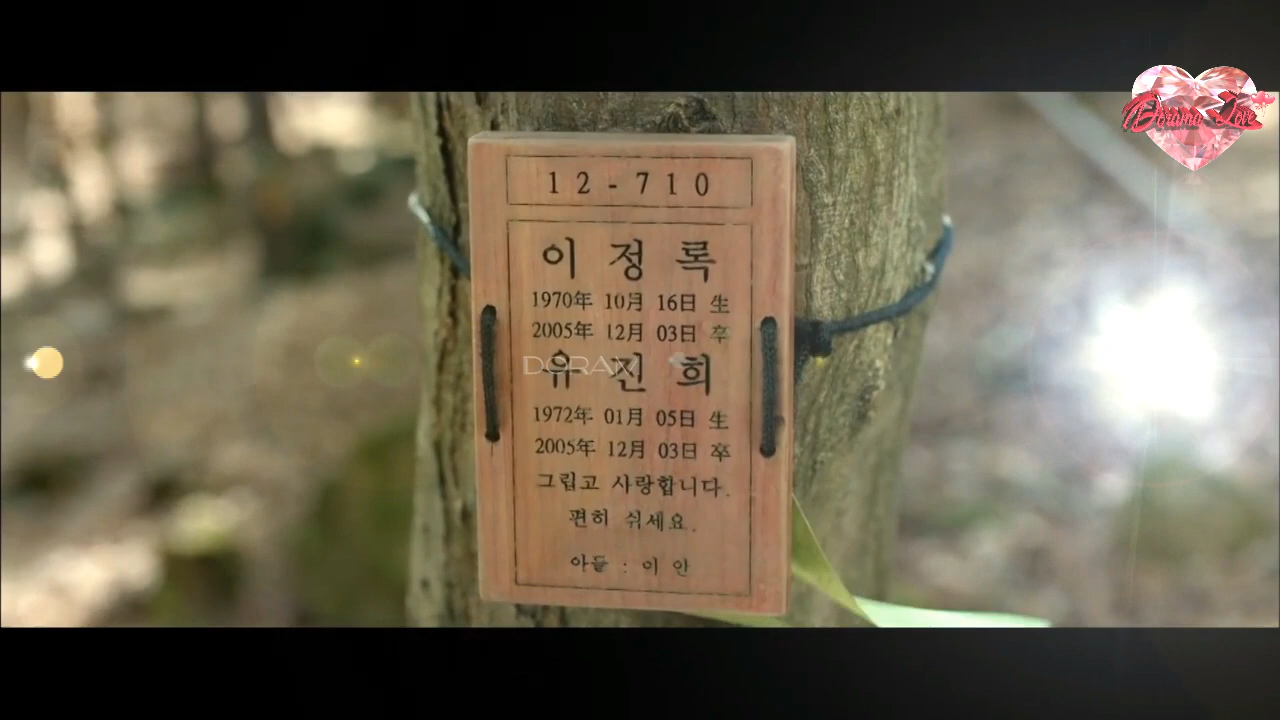 Dorama Love
12-710
이정록
1970年 10月 16日 生
2005年 12月 03日 卒
DORAM
유진희
1972年 01月 05日 生
2005年 12月 03日 卒
그립고 사랑합니다.
편히 쉬세요.
아들 : 이안